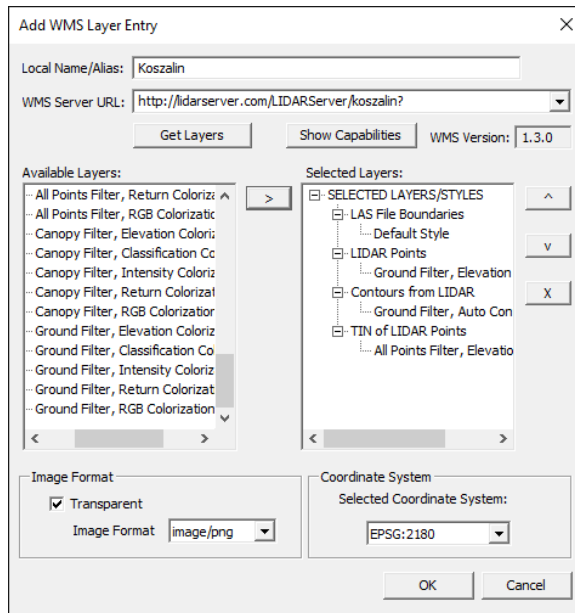 Add WMS Layer Entry
Local Name/Alias: Koszalin
WMS Server URL: http://lidarserver.com/LIDARServer/koszalin?
Get Layers Show Capabilities WMS Version: 1.3.0
Available Layers:
All Points Filter, Return Coloriza
All Points Filter, RGB Colorizatic
Canopy Filter, Elevation Coloriz
Canopy Filter, Classification Co
Canopy Filter, Intensity Coloriz
Canopy Filter, Return Colorizat
Canopy Filter, RGB Colorization
Ground Filter, Elevation Coloriz
Ground Filter, Classification Co
Ground Filter, Intensity Coloriz
Ground Filter, Return Colorizat
Ground Filter, RGB Colorization
>
Selected Layers:
SELECTED LAYERS/STYLES
LAS File Boundaries
Default Style
LIDAR Points
Ground Filter, Elevation
Contours from LIDAR
Ground Filter, Auto Con
TIN of LIDAR Points
All Points Filter, Elevatio
^
v
X
Image Format
Transparent
Image Format image/png
Coordinate System
Selected Coordinate System:
EPSG:2180
OK Cancel